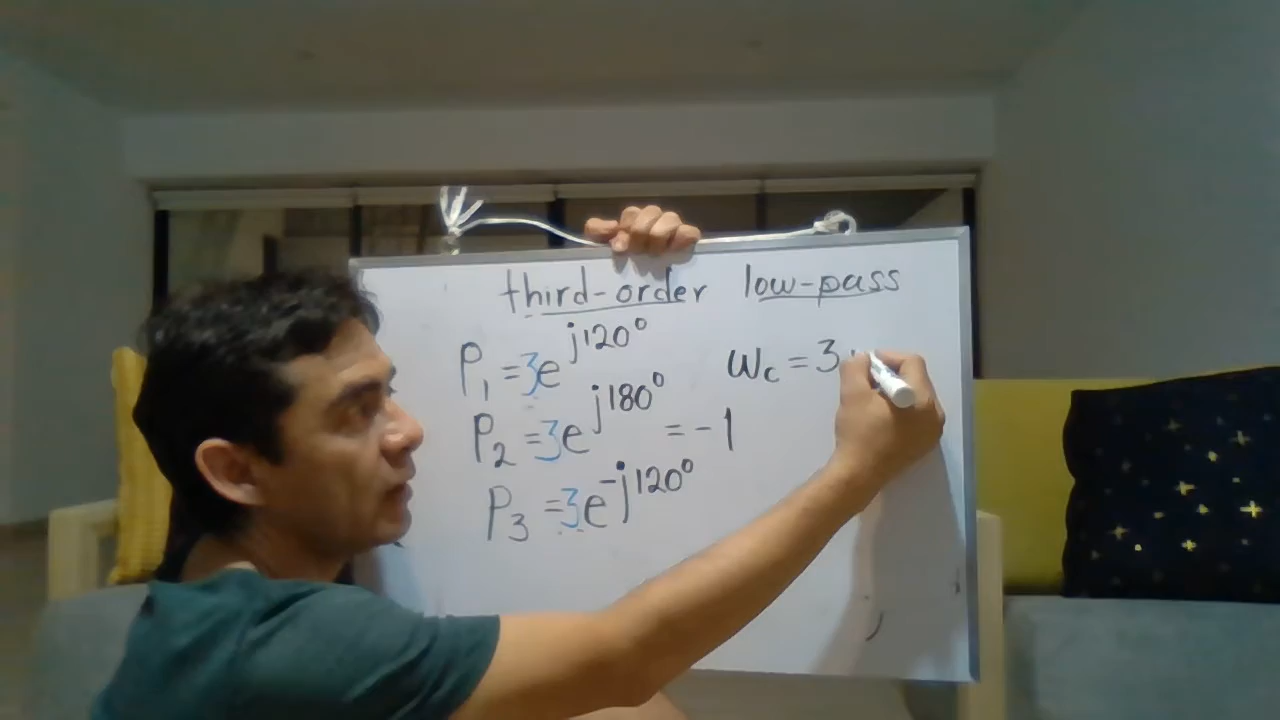 third-order low-pass
P₁ = 3e^j120°
ωc = 3
P₂ = 3e^j180° = -1
P₃ = 3e^-j120°